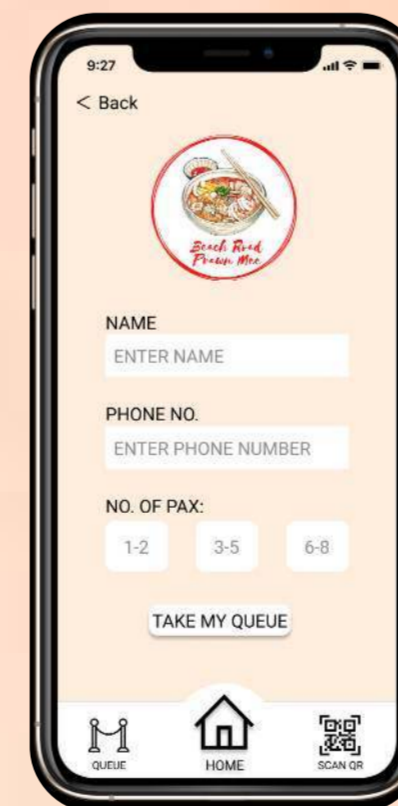 9:27
< Back
Beach Road
Prawn Mee
NAME
ENTER NAME
PHONE NO.
ENTER PHONE NUMBER
NO. OF PAX:
1-2 3-5 6-8
TAKE MY QUEUE
QUEUE HOME SCAN QR